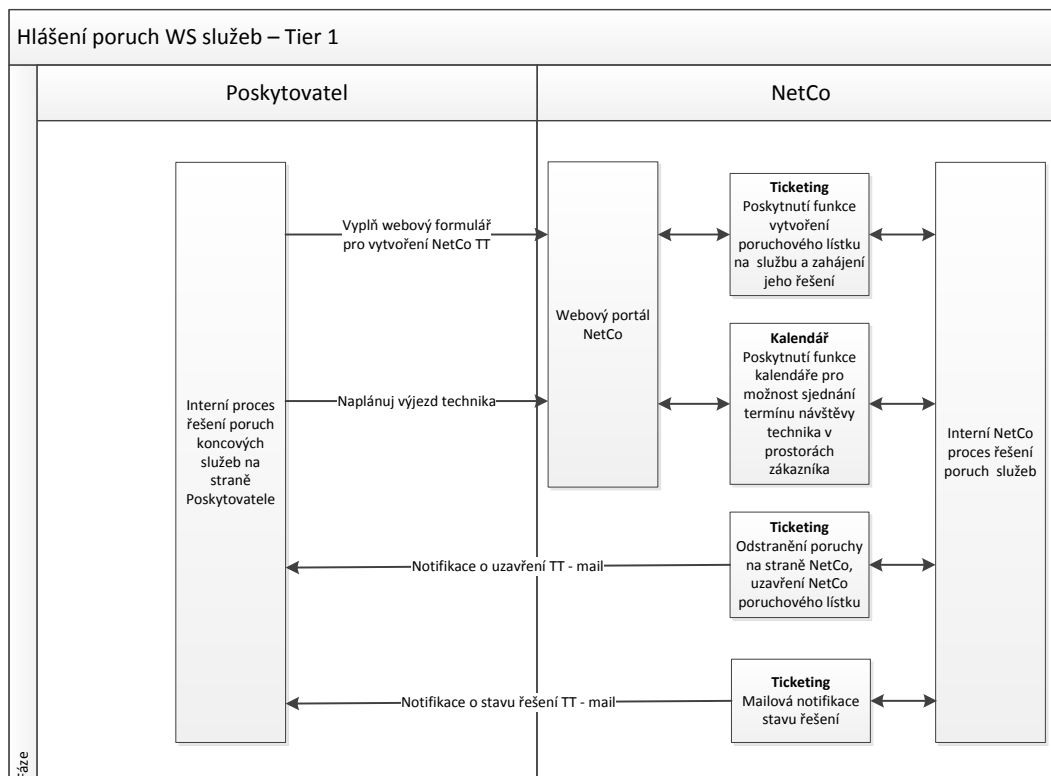 Hlášení poruch WS služeb – Tier 1
Poskytovatel
NetCo
Vyplň webový formulář
pro vytvoření NetCo TT
Ticketing
Poskytnutí funkce
vytvoření
poruchového lístku
na službu a zahájení
jeho řešení
Webový portál
NetCo
Kalendář
Poskytnutí funkce
kalendáře pro
možnost sjednání
termínu návštěvy
technika v
prostorách
zákazníka
Naplánuj výjezd technika
Interní proces
řešení poruch
koncových
služeb na
straně
Poskytovatele
Interní NetCo
proces řešení
poruch služeb
Ticketing
Odstranění poruchy
na straně NetCo,
uzavření NetCo
poruchového lístku
Notifikace o uzavření TT - mail
Ticketing
Mailová notifikace
stavu řešení
Notifikace o stavu řešení TT - mail
Fáze